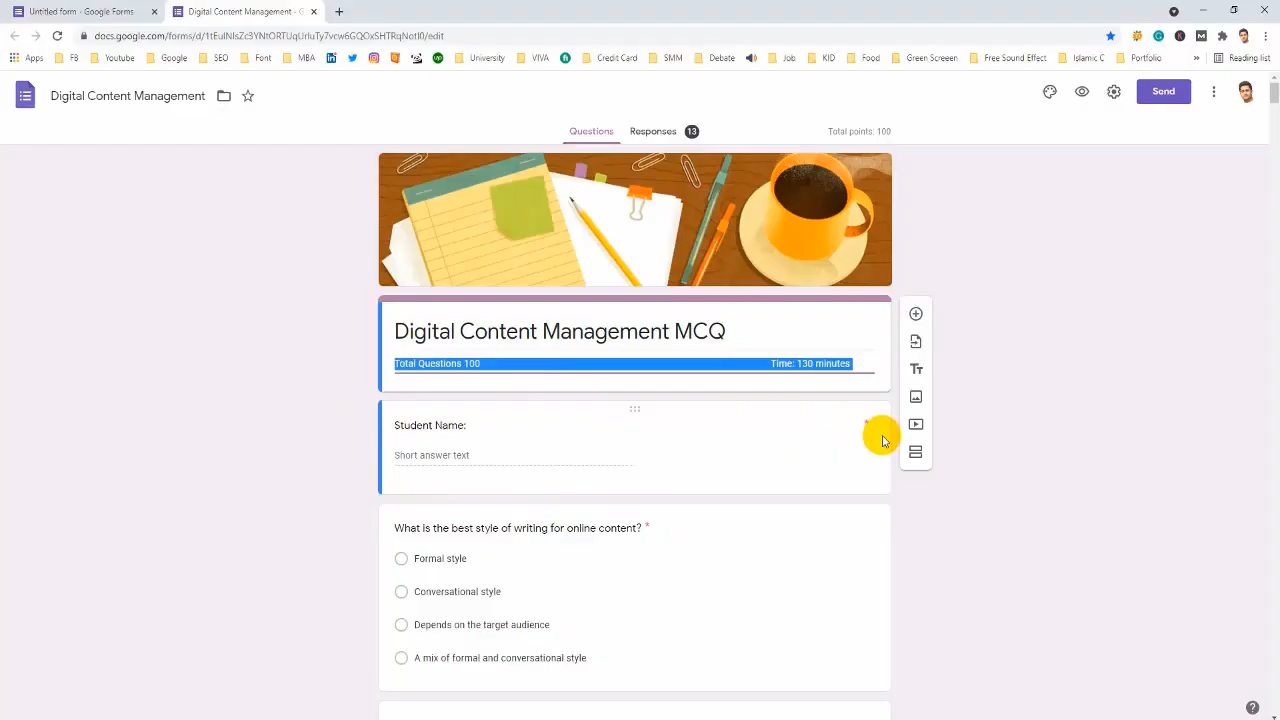 Untitled form - Google Forms
Digital Content Management - G
docs.google.com/forms/d/1tEulNlsZc3YNtORTUqUrluTy7vcw6GQOxSHTRqNotI0/edit
Apps FB Youtube Google SEO Font MBA University VIVA Credit Card SMM Debate Job KID Food Green Screeen Free Sound Effect Islamic C Portfolio » Reading list
Digital Content Management
Send
Questions Responses 13 Total points: 100
Digital Content Management MCQ
Total Questions 100 Time: 130 minutes
Student Name: *
Short answer text
What is the best style of writing for online content? *
Formal style
Conversational style
Depends on the target audience
A mix of formal and conversational style